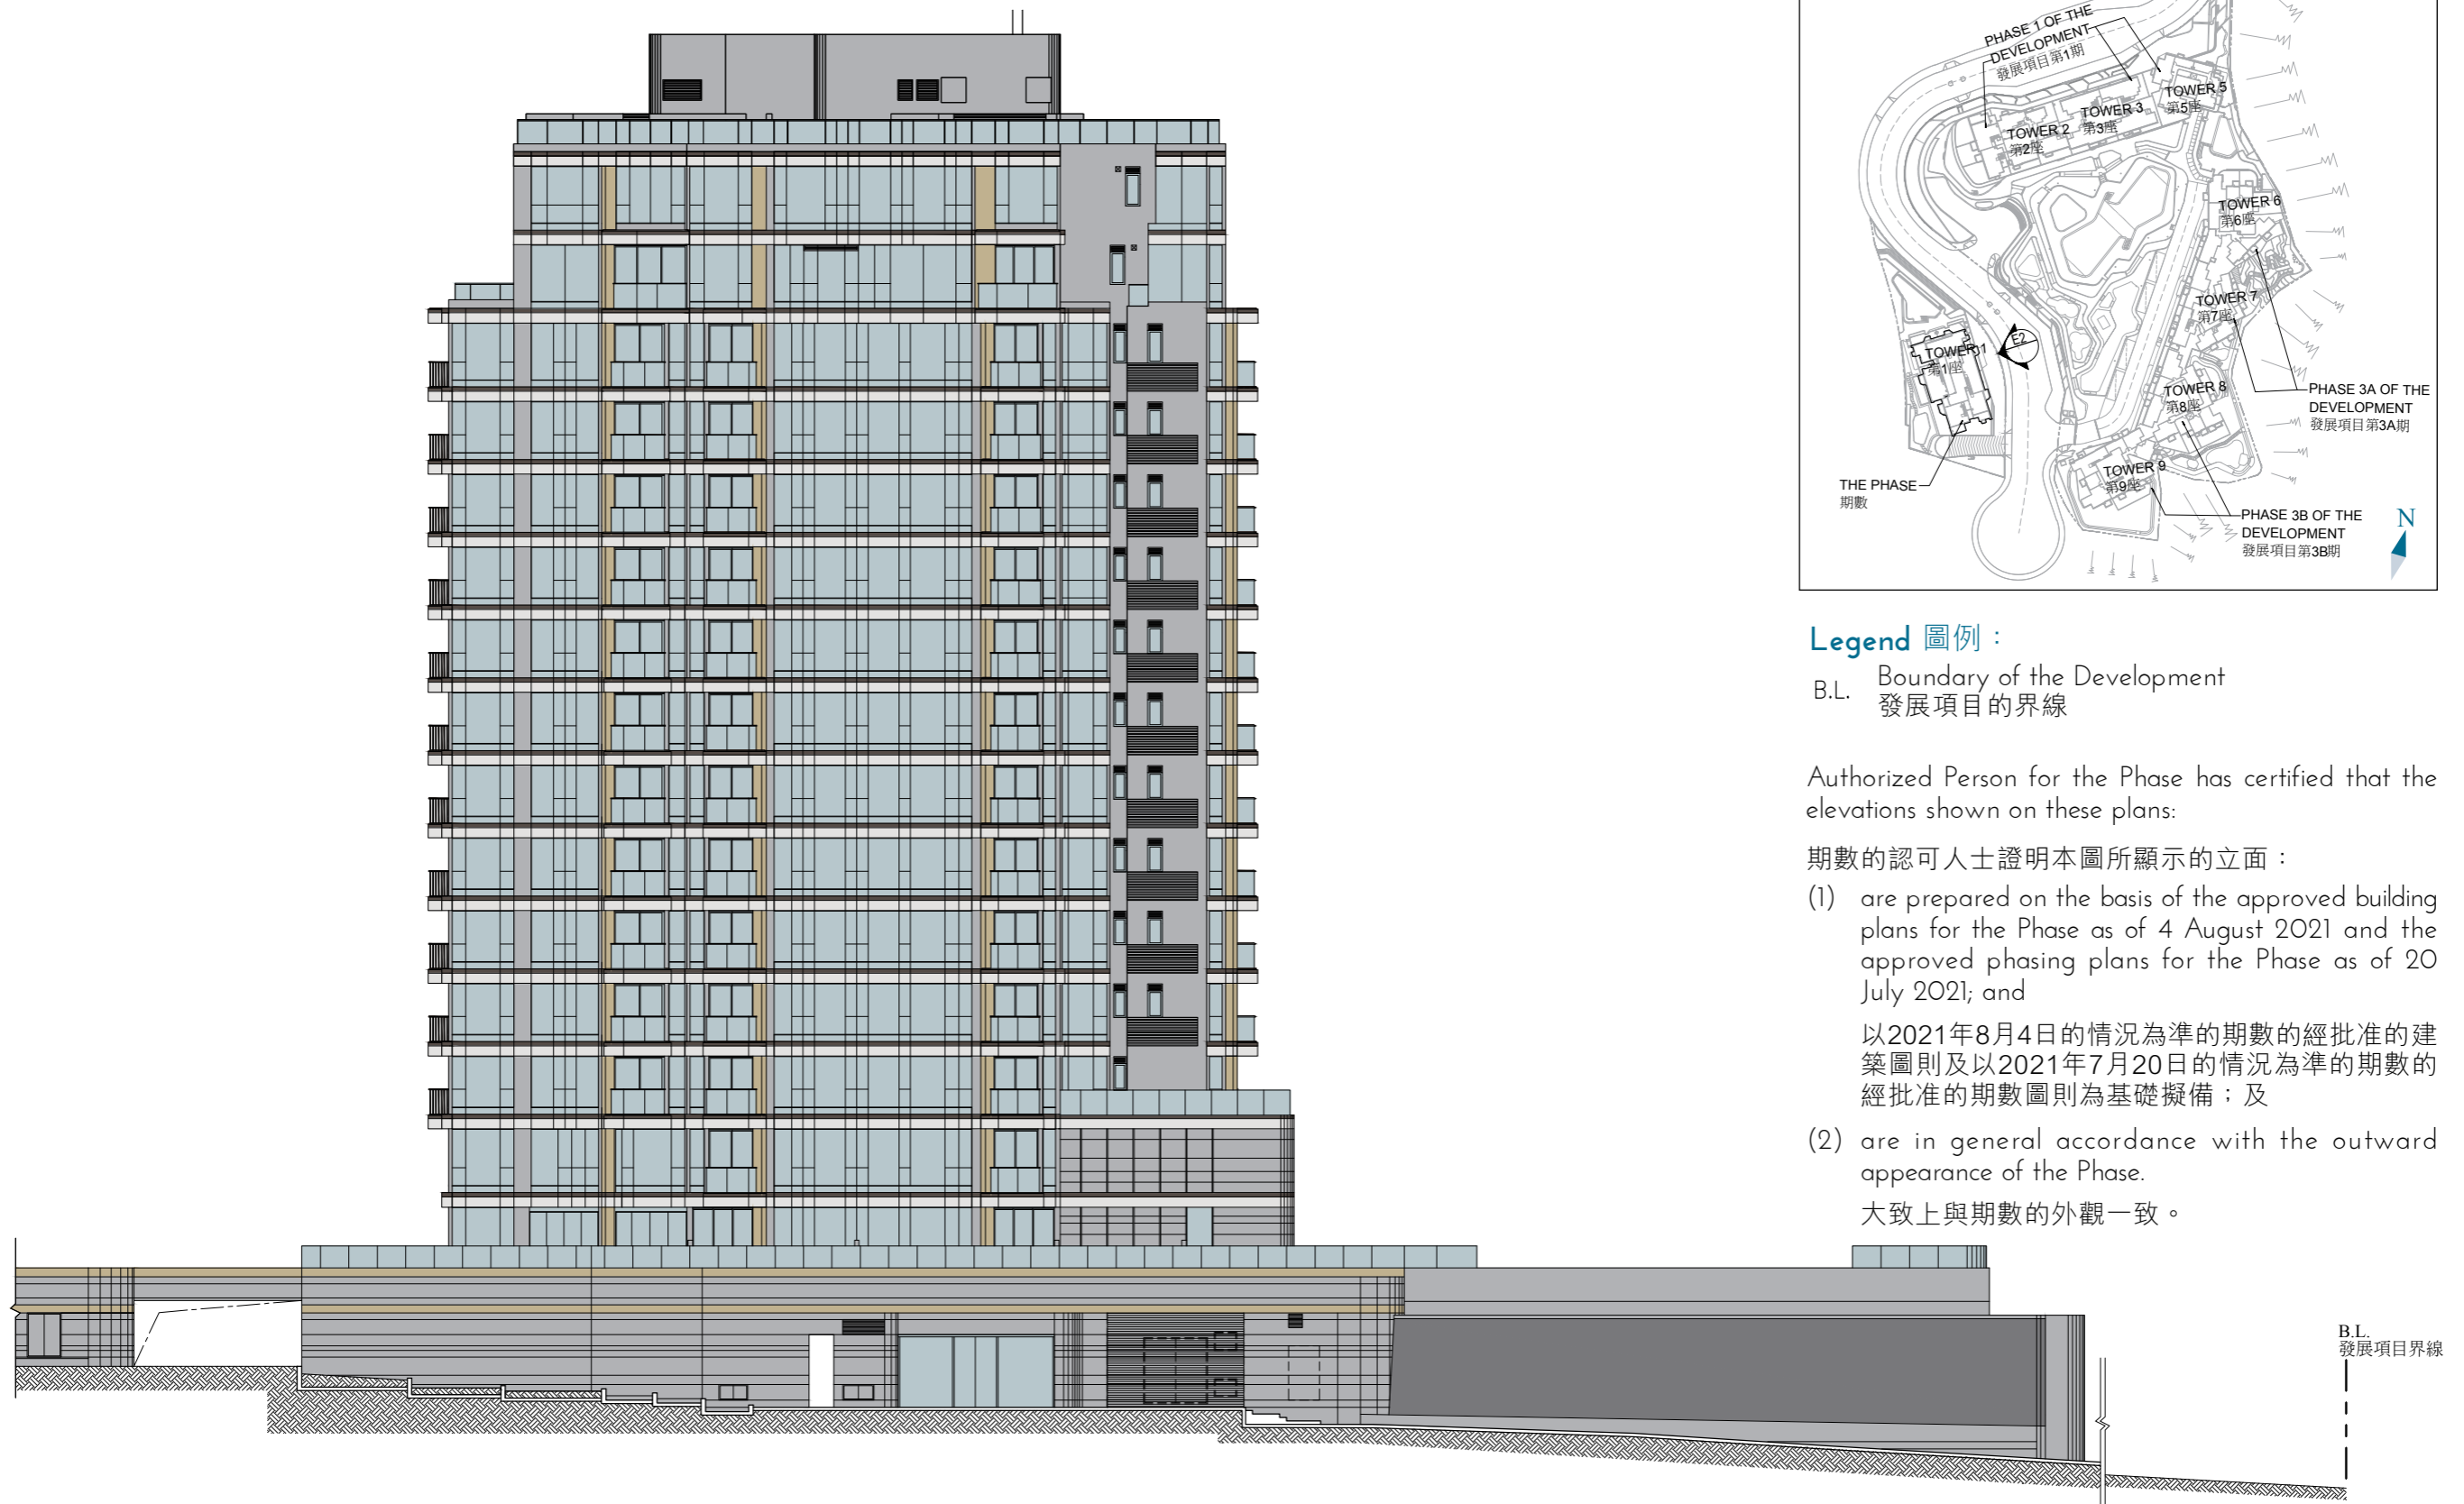 PHASE 1 OF THE
DEVELOPMENT
發展項目第1期
TOWER 5
第5座
TOWER 3
第3座
TOWER 2
第2座
TOWER 6
第6座
TOWER 7
第7座
E2
TOWER 1
第1座
TOWER 8
第8座
PHASE 3A OF THE
DEVELOPMENT
發展項目第3A期
TOWER 9
第9座
THE PHASE
期數
PHASE 3B OF THE
DEVELOPMENT
發展項目第3B期
N
Legend 圖例：
B.L. Boundary of the Development
發展項目的界線
Authorized Person for the Phase has certified that the
elevations shown on these plans:
期數的認可人士證明本圖所顯示的立面：
(1) are prepared on the basis of the approved building
plans for the Phase as of 4 August 2021 and the
approved phasing plans for the Phase as of 20
July 2021; and
以2021年8月4日的情況為準的期數的經批准的建
築圖則及以2021年7月20日的情況為準的期數的
經批准的期數圖則為基礎擬備；及
(2) are in general accordance with the outward
appearance of the Phase.
大致上與期數的外觀一致。
B.L.
發展項目界線